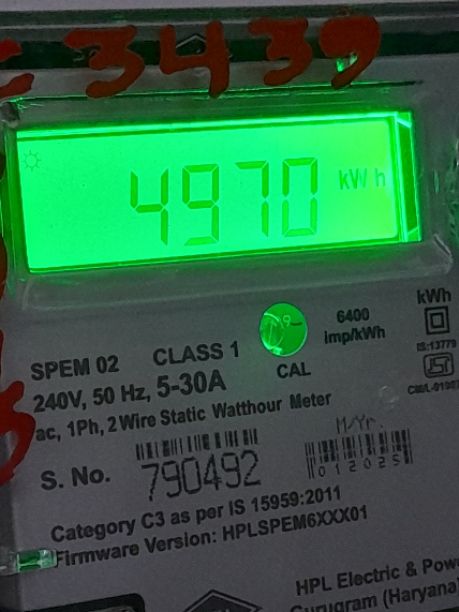 3439
4970 kWh
kWh
6400
imp/kWh
CAL
IS:13779
SPEM 02 CLASS 1
240V, 50 Hz, 5-30A
ac, 1Ph, 2 Wire Static Watthour Meter
M/Yr.
S. No. 790492
012025
Category C3 as per IS 15959:2011
Firmware Version: HPLSPEM6XXX01
HPL Electric &
Gurugram (Haryana